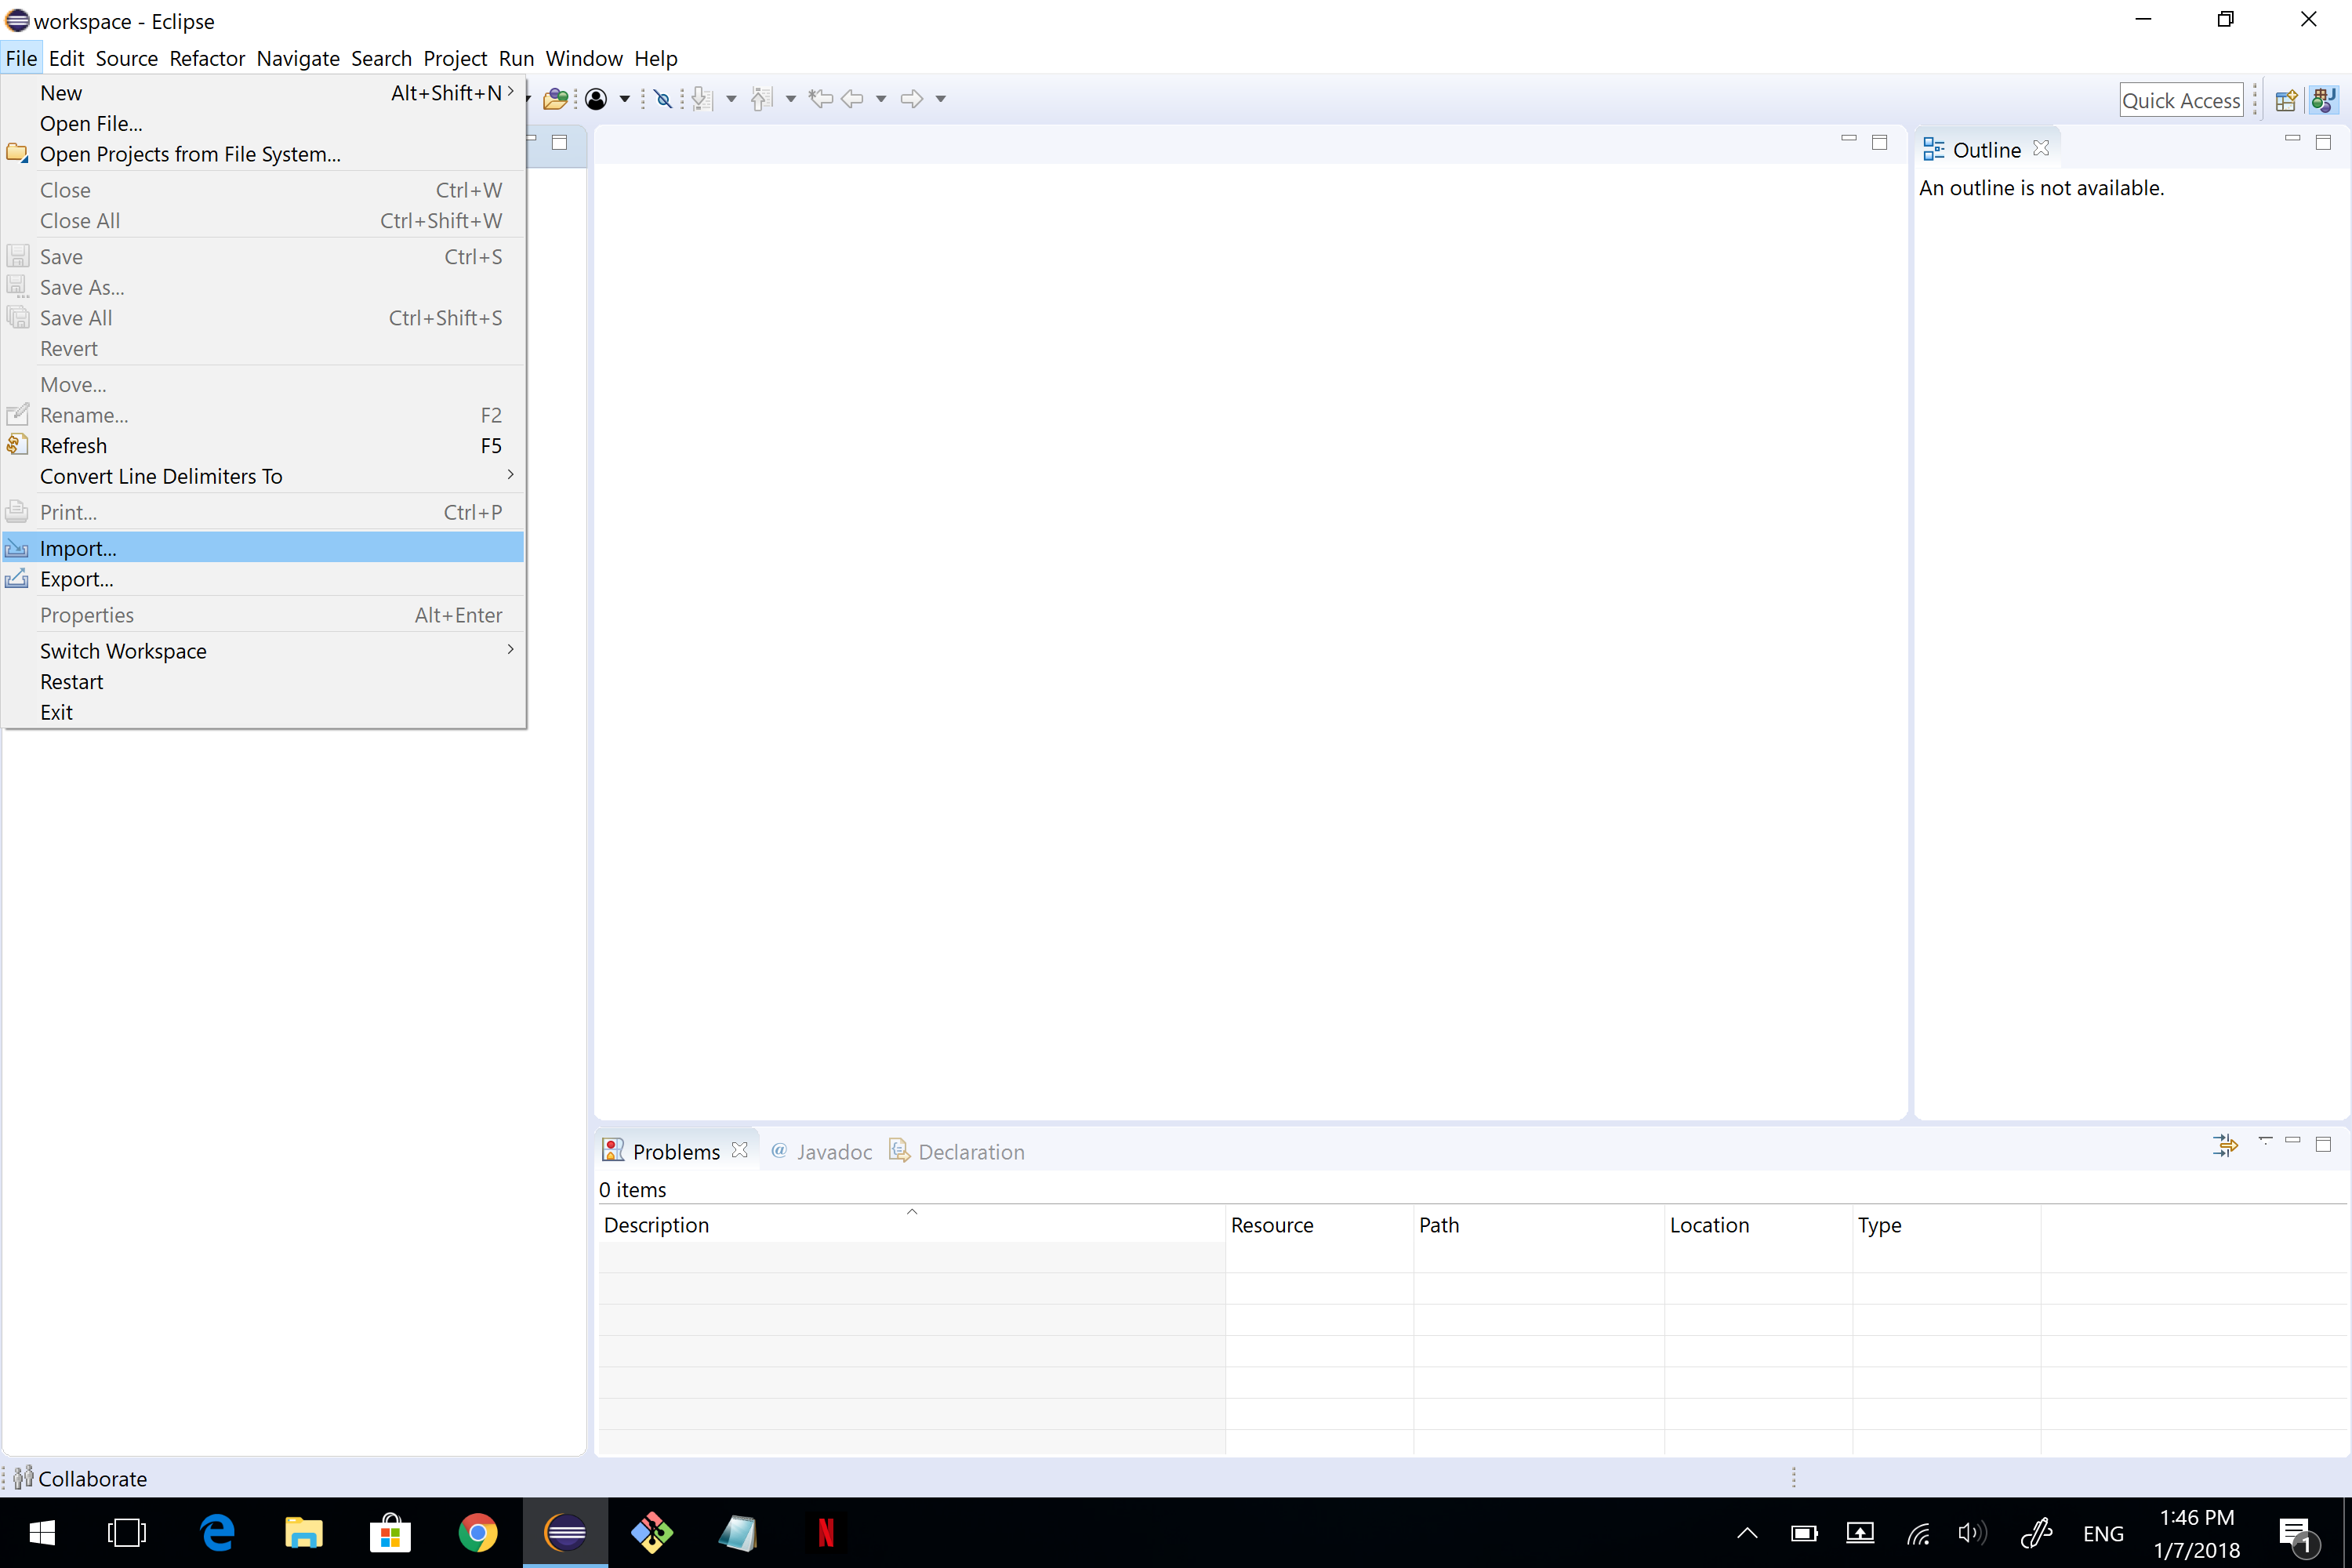 workspace - Eclipse
File Edit Source Refactor Navigate Search Project Run Window Help
New Alt+Shift+N
Open File...
Open Projects from File System...
Close Ctrl+W
Close All Ctrl+Shift+W
Save Ctrl+S
Save As...
Save All Ctrl+Shift+S
Revert
Move...
Rename... F2
Refresh F5
Convert Line Delimiters To
Print... Ctrl+P
Import...
Export...
Properties Alt+Enter
Switch Workspace
Restart
Exit
Quick Access
Outline
An outline is not available.
Problems @ Javadoc Declaration
0 items
Description Resource Path Location Type
Collaborate
N
ENG
1:46 PM
1/7/2018
1